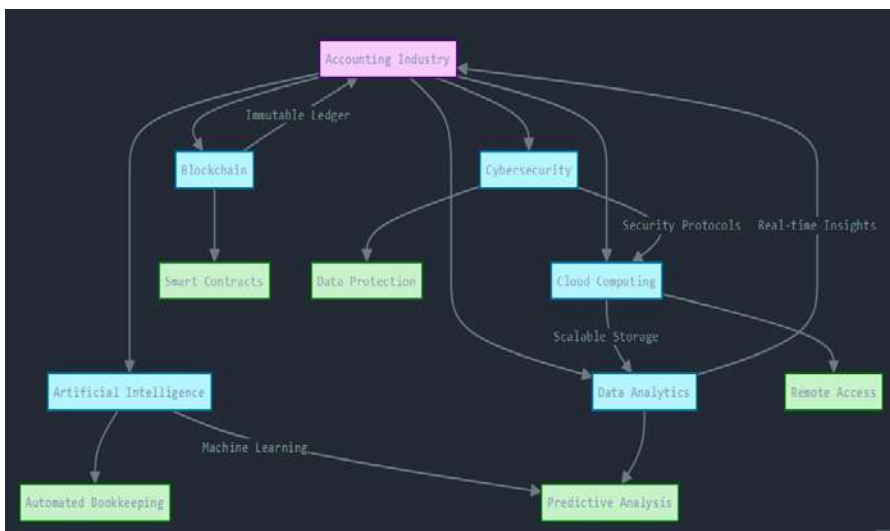 Accounting Industry
Immutable Ledger
Blockchain
Cybersecurity
Security Protocols
Real-time Insights
Smart Contracts
Data Protection
Cloud Computing
Scalable Storage
Artificial Intelligence
Data Analytics
Remote Access
Machine Learning
Automated Bookkeeping
Predictive Analysis